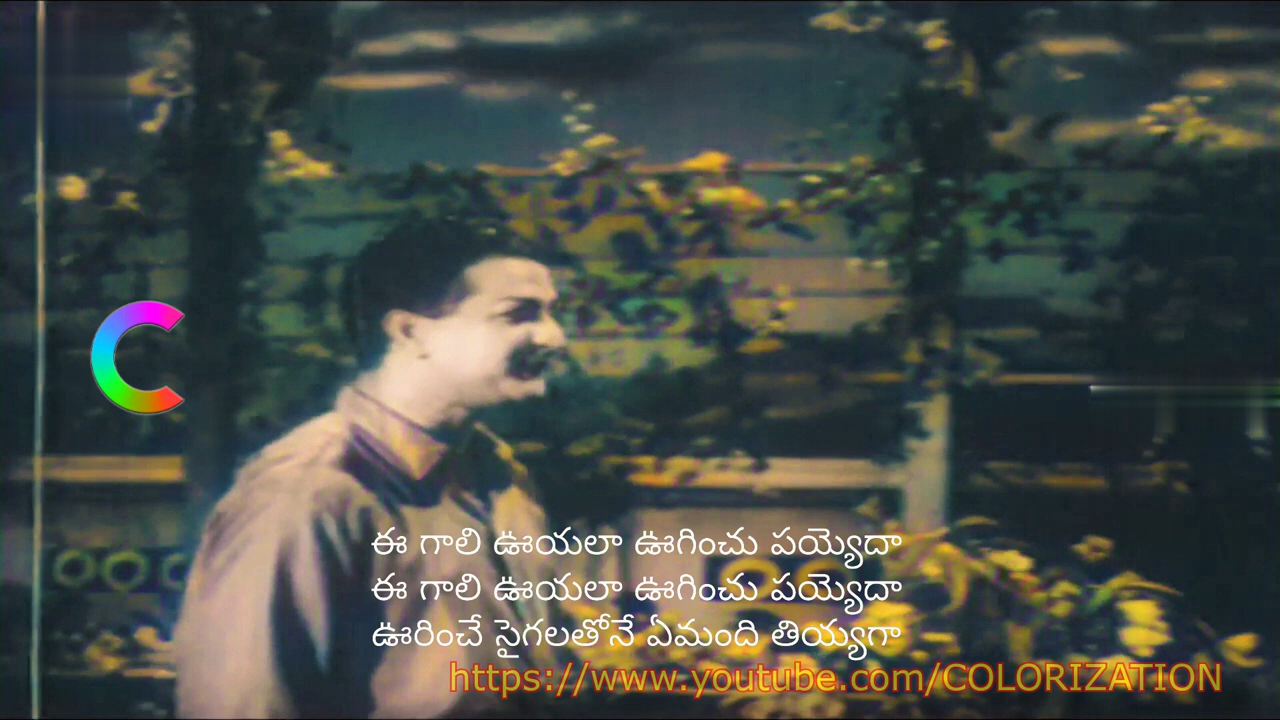 ఈ గాలి ఊయలా ఊగించు పయ్యెదా
ఈ గాలి ఊయలా ఊగించు పయ్యెదా
ఊరించే సైగలతోనే ఏమంది తియ్యగా
https://www.youtube.com/COLORIZATION